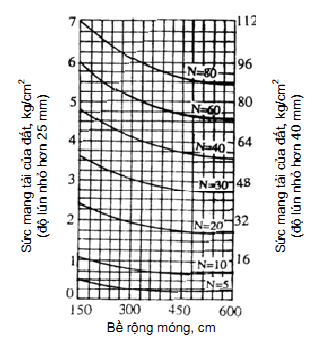 Sức mang tải của đất, kg/cm²
(độ lún nhỏ hơn 25 mm)
7
6
5
4
3
2
1
0
N=80
N=60
N=40
N=30
N=20
N=10
N=5
112
96
80
64
48
32
16
Sức mang tải của đất, kg/cm²
(độ lún nhỏ hơn 40 mm)
150
300
450
600
Bề rộng móng, cm